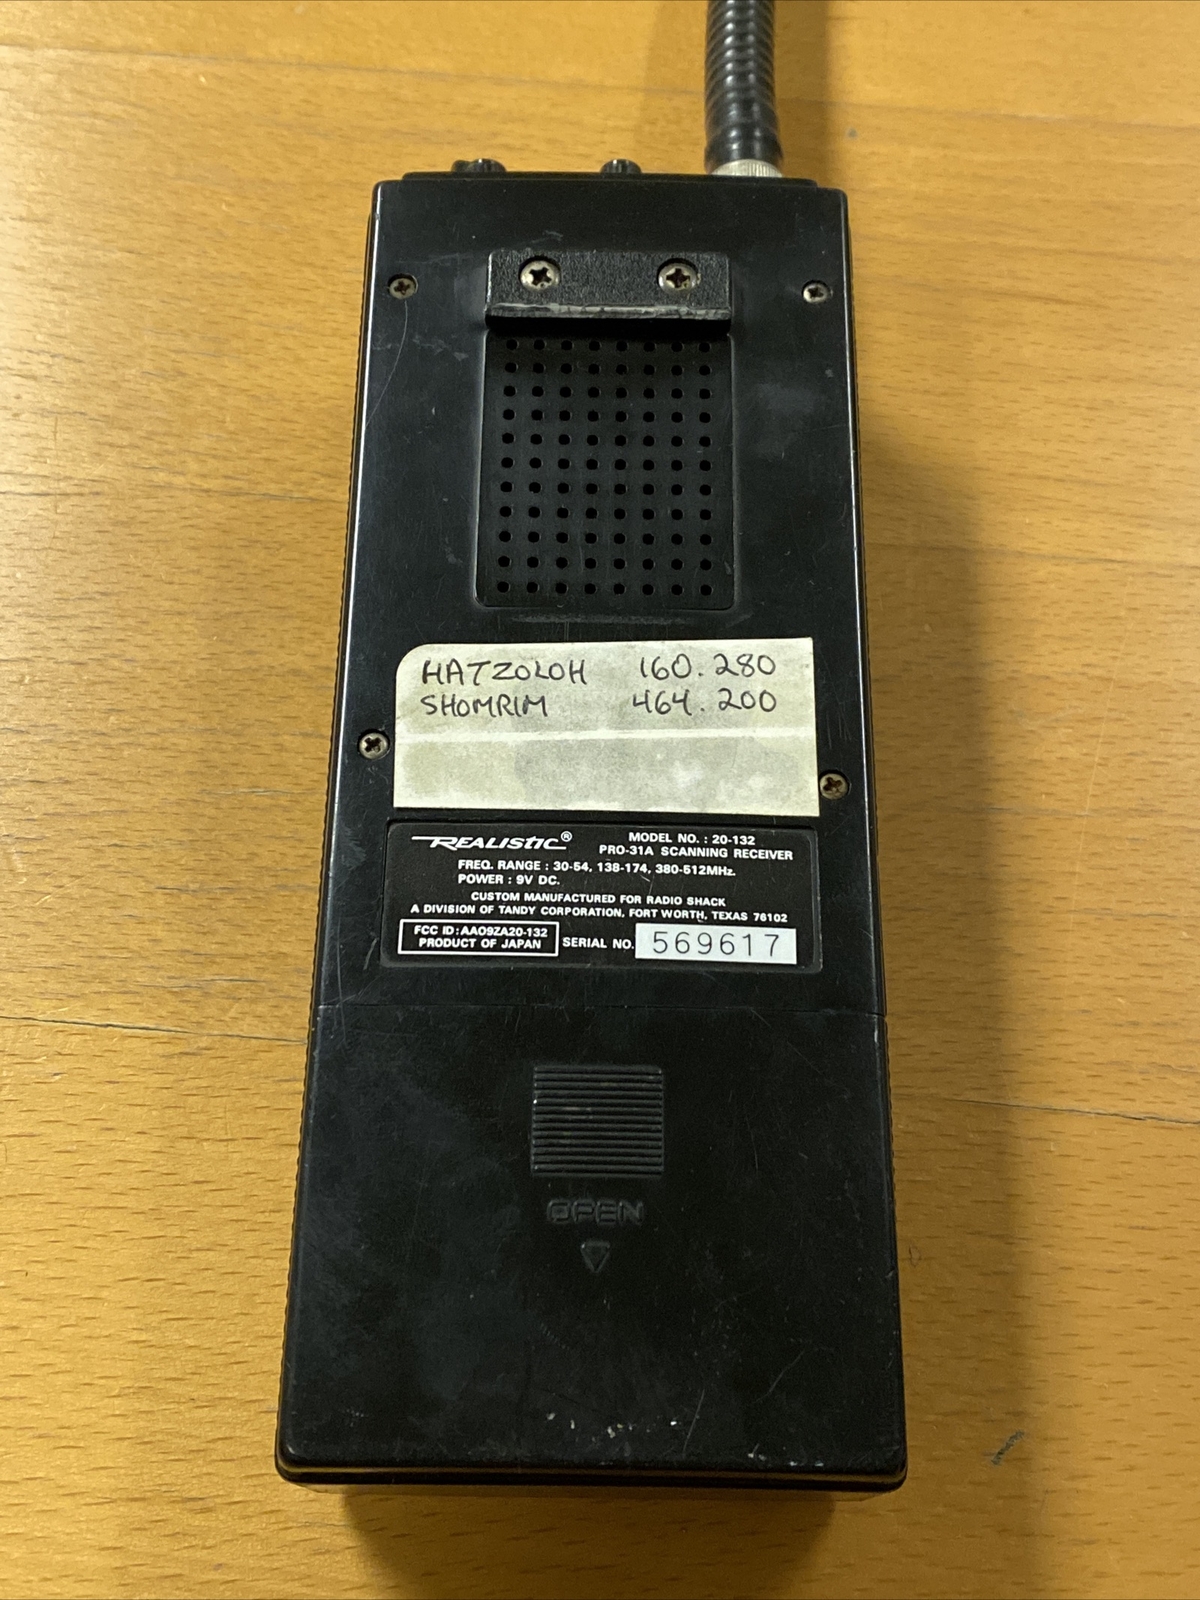 HATZOLOH 160.280
SHOMRIM 464.200
REALISTIC®
MODEL NO. : 20-132
PRO-31A SCANNING RECEIVER
FREQ. RANGE : 30-54, 138-174, 380-512MHz.
POWER : 9V DC.
CUSTOM MANUFACTURED FOR RADIO SHACK
A DIVISION OF TANDY CORPORATION, FORT WORTH, TEXAS 76102
FCC ID: AAO9ZA20-132
PRODUCT OF JAPAN
SERIAL NO. 569617
OPEN